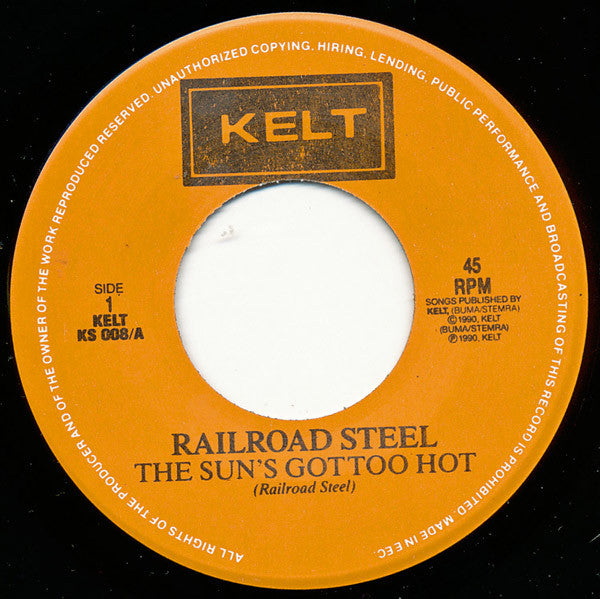 KELT
ALL RIGHTS OF THE PRODUCER AND OF THE OWNER OF THE WORK REPRODUCED RESERVED. UNAUTHORIZED COPYING. HIRING. LENDING. PUBLIC PERFORMANCE AND BROADCASTING OF THIS RECORD IS PROHIBITED. MADE IN EEC.
SIDE
1
KELT
KS 008/A
45
RPM
SONGS PUBLISHED BY
KELT, (BUMA/STEMRA)
©1990, KELT
(BUMA/STEMRA)
℗1990, KELT
RAILROAD STEEL
THE SUN'S GOTTOO HOT
(Railroad Steel)